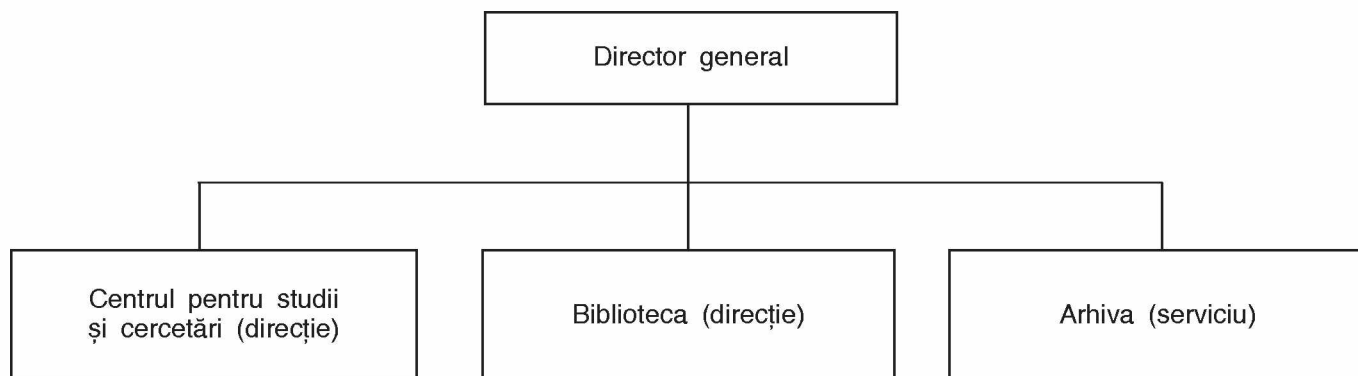 Director general
Centrul pentru studii
și cercetări (direcție)
Biblioteca (direcție)
Arhiva (serviciu)